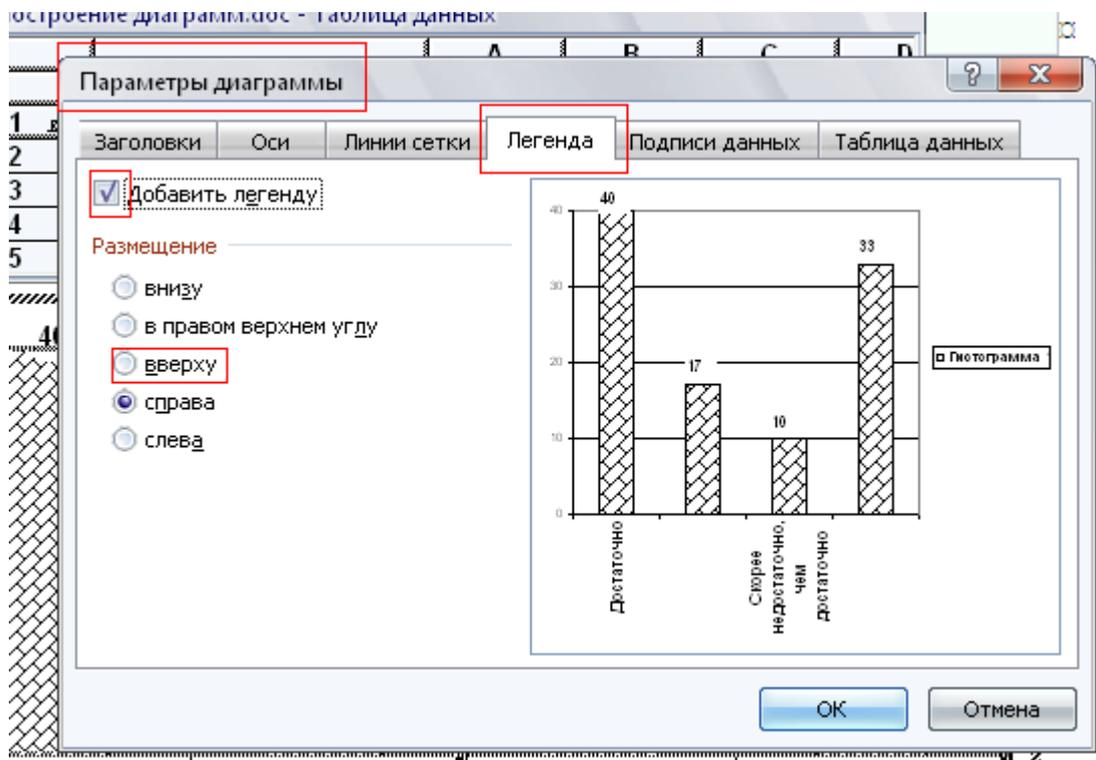 остроение диаграмм.doc - Таблица данных
A B C D
Параметры диаграммы
1
2
3
4
5
Заголовки Оси Линии сетки Легенда Подписи данных Таблица данных
Добавить легенду
Размещение
внизу
в правом верхнем углу
вверху
справа
слева
40
40
40
30
20
10
0
17
10
33
Достаточно
Скорее
недостаточно,
чем
достаточно
Гистограмма
OK Отмена